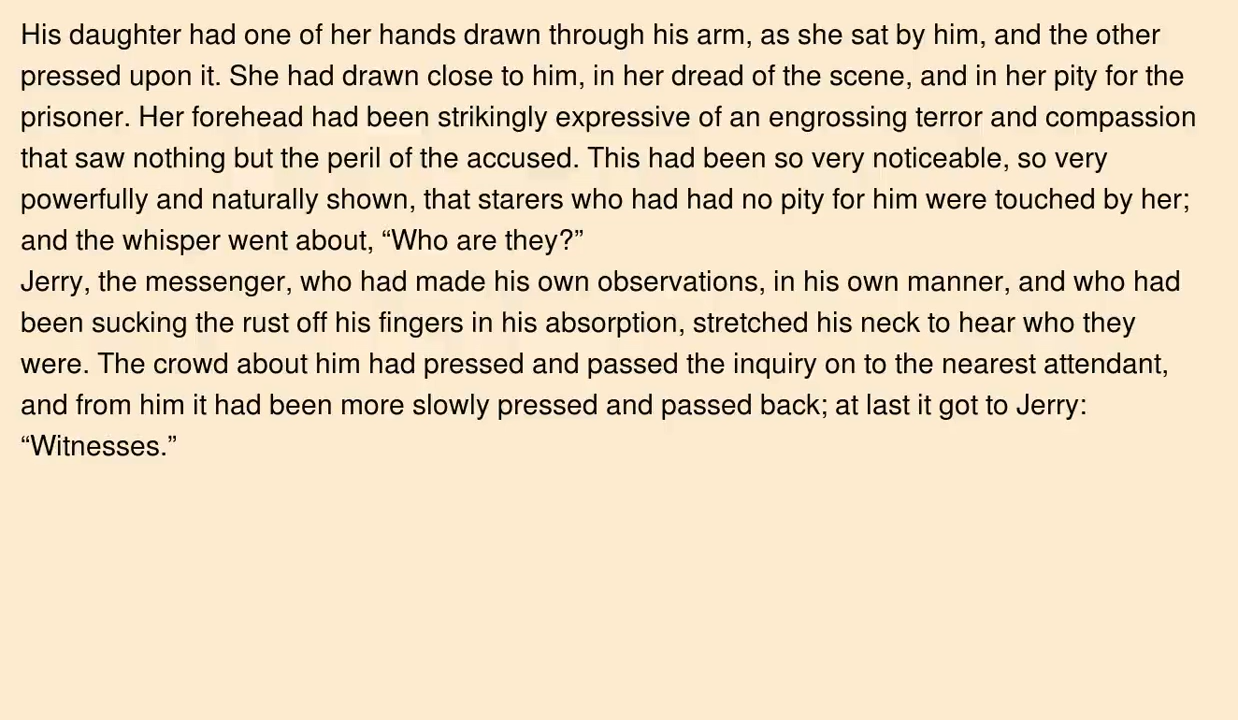 His daughter had one of her hands drawn through his arm, as she sat by him, and the other
pressed upon it. She had drawn close to him, in her dread of the scene, and in her pity for the
prisoner. Her forehead had been strikingly expressive of an engrossing terror and compassion
that saw nothing but the peril of the accused. This had been so very noticeable, so very
powerfully and naturally shown, that starers who had had no pity for him were touched by her;
and the whisper went about, “Who are they?”
Jerry, the messenger, who had made his own observations, in his own manner, and who had
been sucking the rust off his fingers in his absorption, stretched his neck to hear who they
were. The crowd about him had pressed and passed the inquiry on to the nearest attendant,
and from him it had been more slowly pressed and passed back; at last it got to Jerry:
“Witnesses.”